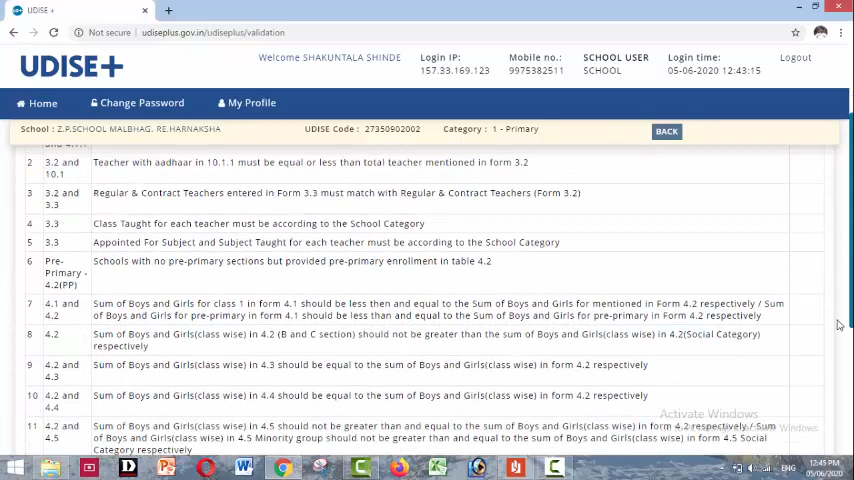 UDISE +
Not secure | udiseplus.gov.in/udiseplus/validation
UDISE+
Welcome SHAKUNTALA SHINDE
Login IP:
157.33.169.123
Mobile no.:
9975382511
SCHOOL USER
SCHOOL
Login time:
05-06-2020 12:43:15
Logout
Home
Change Password
My Profile
School : Z.P.SCHOOL MALBHAG. RE.HARNAKSHA
UDISE Code : 27350902002
Category : 1 - Primary
BACK
and 4.1.1
2 3.2 and 10.1 Teacher with aadhaar in 10.1.1 must be equal or less than total teacher mentioned in form 3.2
3 3.2 and 3.3 Regular & Contract Teachers entered in Form 3.3 must match with Regular & Contract Teachers (Form 3.2)
4 3.3 Class Taught for each teacher must be according to the School Category
5 3.3 Appointed For Subject and Subject Taught for each teacher must be according to the School Category
6 Pre-Primary - 4.2(PP) Schools with no pre-primary sections but provided pre-primary enrollment in table 4.2
7 4.1 and 4.2 Sum of Boys and Girls for class 1 in form 4.1 should be less then and equal to the Sum of Boys and Girls for mentioned in Form 4.2 respectively / Sum
of Boys and Girls for pre-primary in form 4.1 should be less than and equal to the Sum of Boys and Girls for pre-primary in Form 4.2 respectively
8 4.2 Sum of Boys and Girls(class wise) in 4.2 (B and C section) should not be greater than the sum of Boys and Girls(class wise) in 4.2(Social Category)
respectively
9 4.2 and 4.3 Sum of Boys and Girls(class wise) in 4.3 should be equal to the sum of Boys and Girls(class wise) in form 4.2 respectively
10 4.2 and 4.4 Sum of Boys and Girls(class wise) in 4.4 should be equal to the sum of Boys and Girls(class wise) in form 4.2 respectively
11 4.2 and 4.5 Sum of Boys and Girls(class wise) in 4.5 should not be greater than and equal to the sum of Boys and Girls(class wise) in form 4.2 respectively / Sum
of Boys and Girls(class wise) in 4.5 Minority group should not be greater than and equal to the sum of Boys and Girls(class wise) in form 4.5 Social
Category respectively
Activate Windows
Windows.
ENG
12:45 PM
05/06/2020